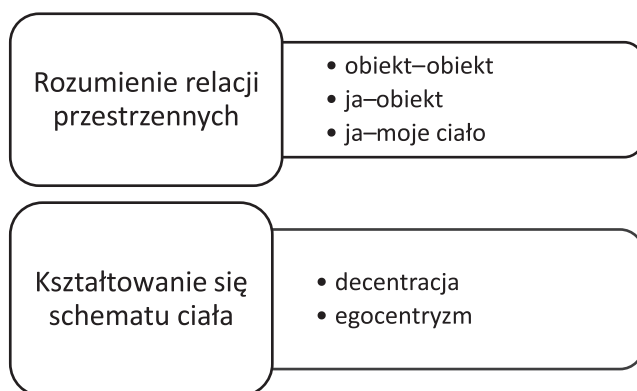 Rozumienie relacji
przestrzennych
• obiekt–obiekt
• ja–obiekt
• ja–moje ciało
Kształtowanie się
schematu ciała
• decentracja
• egocentryzm